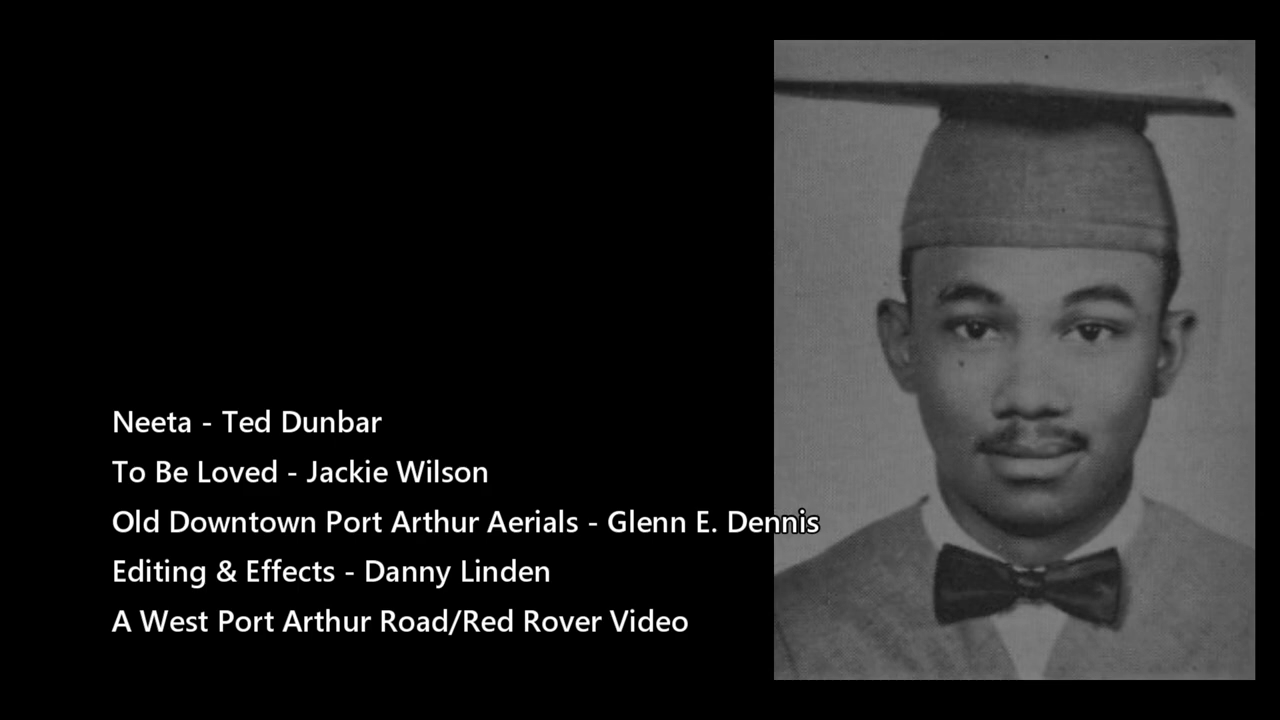 Neeta - Ted Dunbar
To Be Loved - Jackie Wilson
Old Downtown Port Arthur Aerials - Glenn E. Dennis
Editing & Effects - Danny Linden
A West Port Arthur Road/Red Rover Video